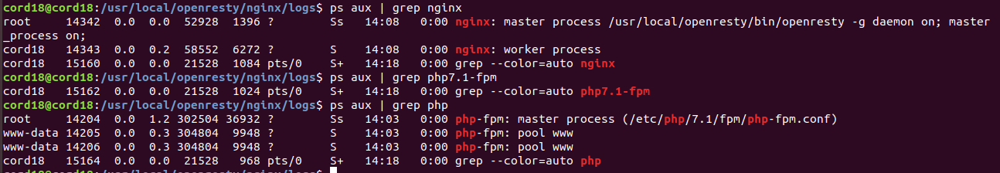 cord18@cord18:/usr/local/openresty/nginx/logs$ ps aux | grep nginx
root     14342  0.0  0.0  52928  1396 ?        Ss   14:08   0:00 nginx: master process /usr/local/openresty/bin/openresty -g daemon on; master
_process on;
cord18   14343  0.0  0.2  58552  6272 ?        S    14:08   0:00 nginx: worker process
cord18   15160  0.0  0.0  21528  1084 pts/0    S+   14:18   0:00 grep --color=auto nginx
cord18@cord18:/usr/local/openresty/nginx/logs$ ps aux | grep php7.1-fpm
cord18   15162  0.0  0.0  21528  1024 pts/0    S+   14:18   0:00 grep --color=auto php7.1-fpm
cord18@cord18:/usr/local/openresty/nginx/logs$ ps aux | grep php
root     14204  0.0  1.2 302504 36932 ?        Ss   14:03   0:00 php-fpm: master process (/etc/php/7.1/fpm/php-fpm.conf)
www-data 14205  0.0  0.3 304804  9948 ?        S    14:03   0:00 php-fpm: pool www
www-data 14206  0.0  0.3 304804  9948 ?        S    14:03   0:00 php-fpm: pool www
cord18   15164  0.0  0.0  21528   968 pts/0    S+   14:18   0:00 grep --color=auto php
cord18@cord18:/usr/local/openresty/nginx/logs$